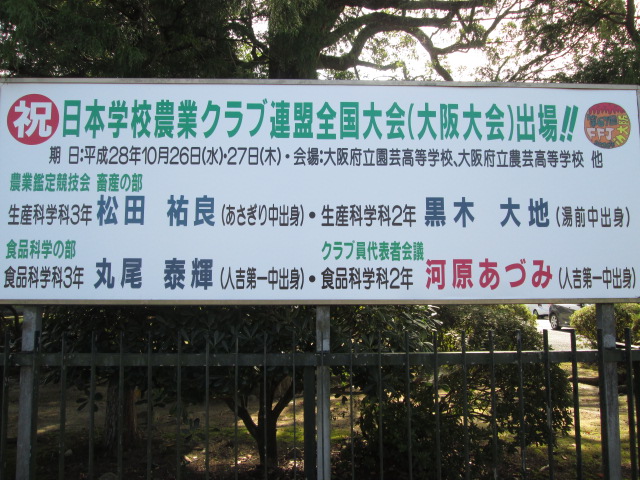 祝 日本学校農業クラブ連盟全国大会(大阪大会)出場!!
FFJ
期 日:平成28年10月26日(水)・27日(木)・会場:大阪府立園芸高等学校、大阪府立農芸高等学校 他
農業鑑定競技会 畜産の部
生産科学科3年 松田 祐良(あさぎり中出身)・生産科学科2年 黒木 大地(湯前中出身)
食品科学の部 クラブ員代表者会議
食品科学科3年 丸尾 泰輝(人吉第一中出身)・食品科学科2年 河原あづみ(人吉第一中出身)